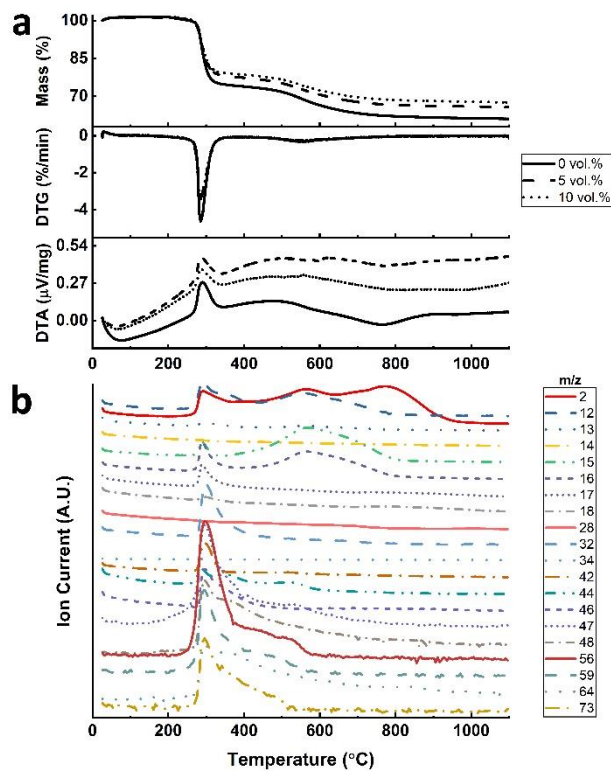 a
100
85
70
Mass (%)
0
-2
-4
DTG (%/min)
0.54
0.27
0.00
DTA (μV/mg)
0 200 400 600 800 1000
0 vol.%
5 vol.%
10 vol.%
b
Ion Current (A.U.)
0 200 400 600 800 1000
Temperature (°C)
m/z
2
12
13
14
15
16
17
18
28
32
34
42
44
46
47
48
56
59
64
73